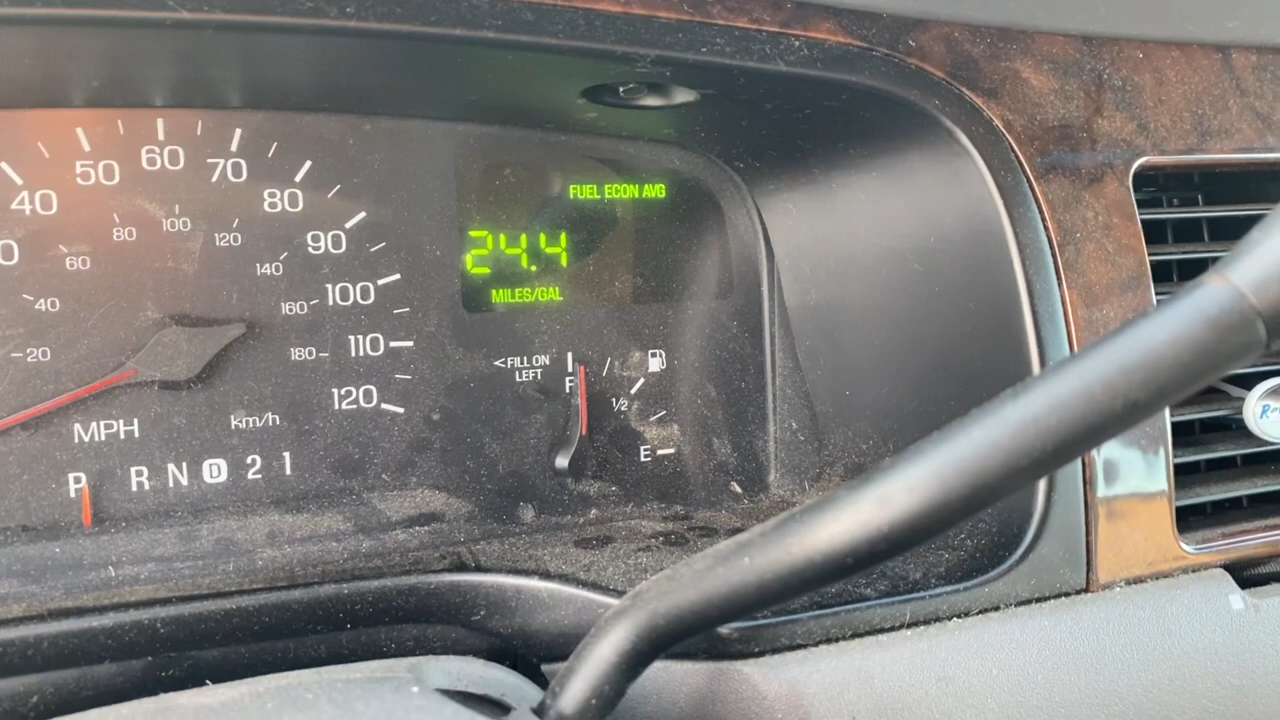 40 50 60 70 80 90 100 110 120
20 40 60 80 100 120 140 160 180
MPH
km/h
P R N D 2 1
FUEL ECON AVG
24.4
MILES/GAL
<FILL ON
LEFT
F
1/2
E